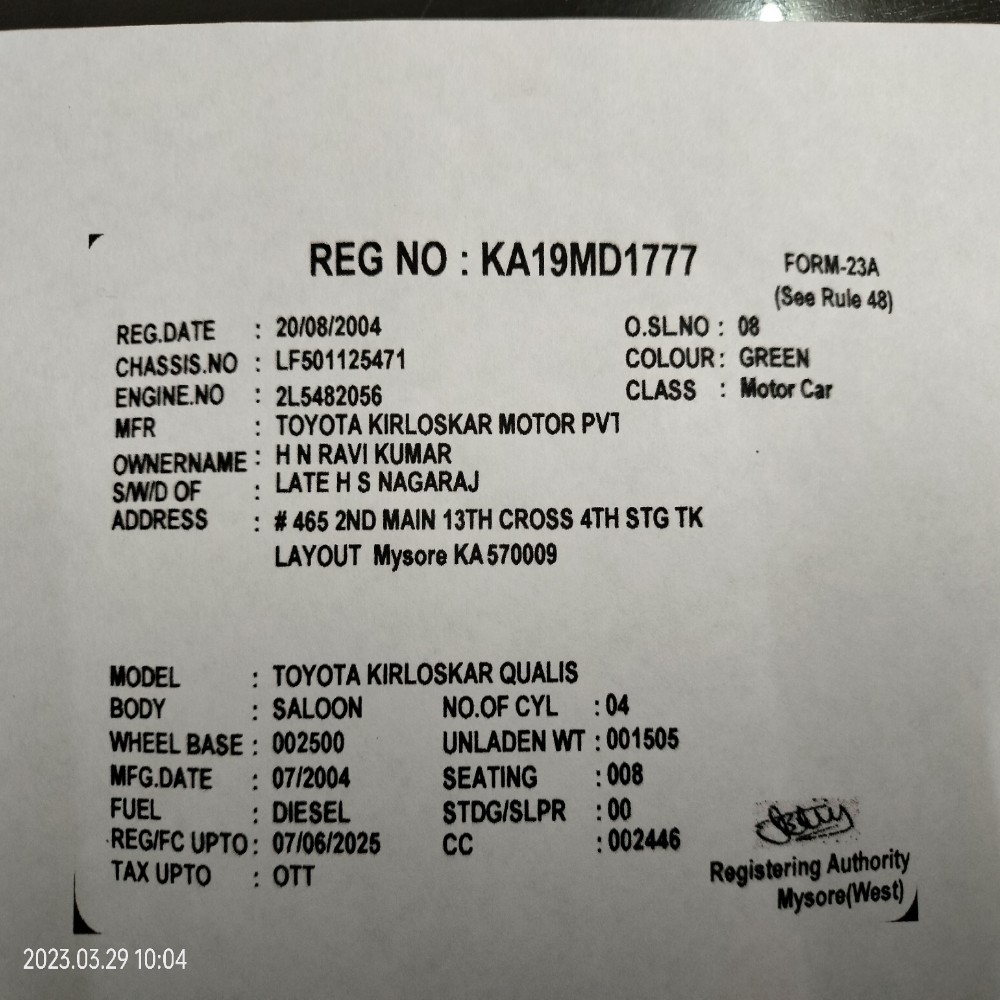 REG NO : KA19MD1777
FORM-23A
(See Rule 48)
REG.DATE : 20/08/2004 O.SL.NO : 08
CHASSIS.NO : LF501125471 COLOUR : GREEN
ENGINE.NO : 2L5482056 CLASS : Motor Car
MFR : TOYOTA KIRLOSKAR MOTOR PVT
OWNERNAME : H N RAVI KUMAR
S/W/D OF : LATE H S NAGARAJ
ADDRESS : # 465 2ND MAIN 13TH CROSS 4TH STG TK
LAYOUT Mysore KA 570009
MODEL : TOYOTA KIRLOSKAR QUALIS
BODY : SALOON NO.OF CYL : 04
WHEEL BASE : 002500 UNLADEN WT : 001505
MFG.DATE : 07/2004 SEATING : 008
FUEL : DIESEL STDG/SLPR : 00
REG/FC UPTO : 07/06/2025 CC : 002446
TAX UPTO : OTT
Registering Authority
Mysore(West)
2023.03.29 10:04